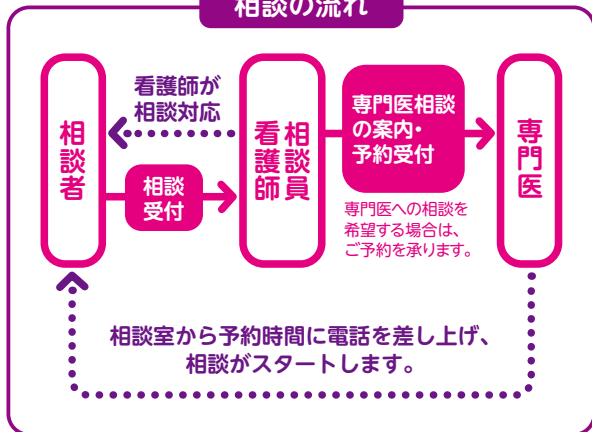 相談の流れ
相談者
看護師が
相談対応
相談
受付
相談員
看護師
専門医相談
の案内・
予約受付
専門医への相談を
希望する場合は、
ご予約を承ります。
専門医
相談室から予約時間に電話を差し上げ、
相談がスタートします。